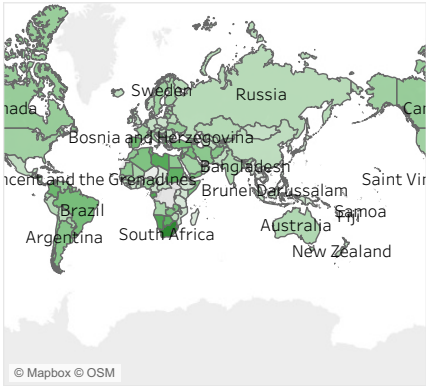 Sweden
Russia
nada
Can
Bosnia and Herzegovina
Bangladesh
ncent and the Grenadines
Brunei Darussalam
Saint Vin
Brazil
Samoa
Fiji
Argentina
South Africa
Australia
New Zealand
© Mapbox © OSM